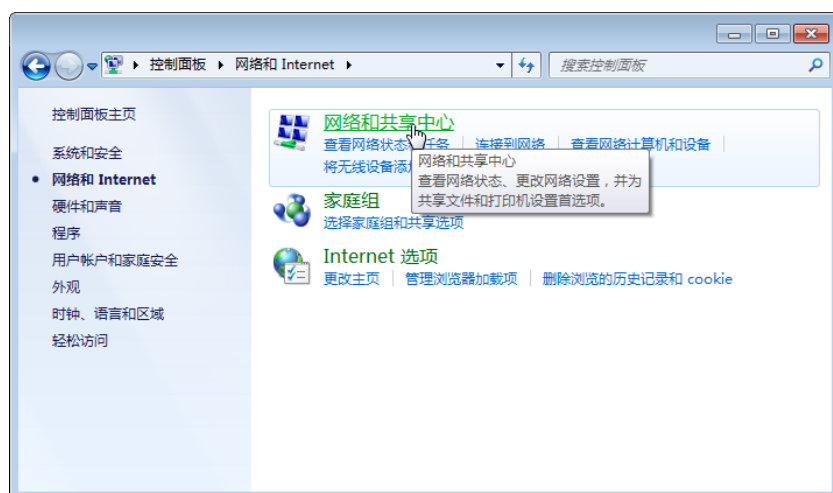 控制面板 ▸ 网络和 Internet ▸
搜索控制面板
控制面板主页
系统和安全
网络和 Internet
硬件和声音
程序
用户帐户和家庭安全
外观
时钟、语言和区域
轻松访问
网络和共享中心
查看网络状态 任务 | 连接到网络 | 查看网络计算机和设备
将无线设备添
网络和共享中心
查看网络状态、更改网络设置，并为
共享文件和打印机设置首选项。
家庭组
选择家庭组和共享选项
Internet 选项
更改主页 | 管理浏览器加载项 | 删除浏览的历史记录和 cookie